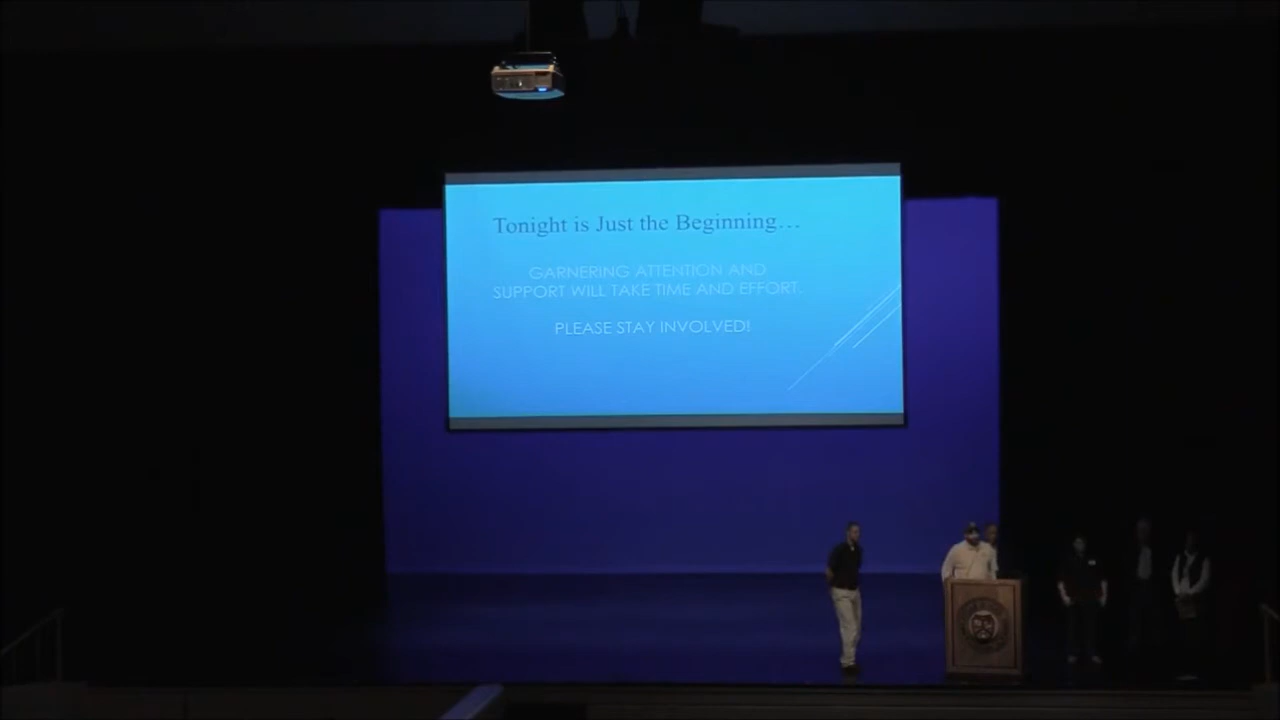 Tonight is Just the Beginning...
GARNERING ATTENTION AND
SUPPORT WILL TAKE TIME AND EFFORT.
PLEASE STAY INVOLVED!